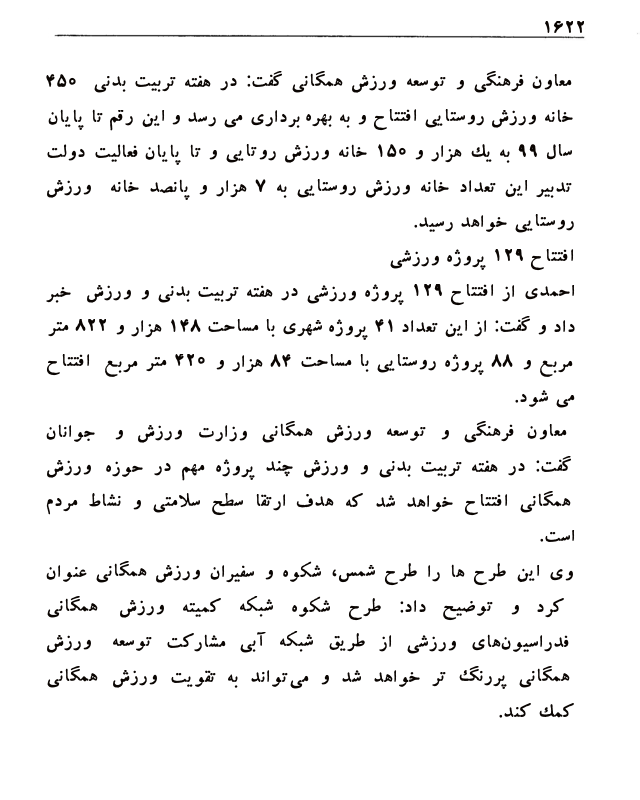 ۱۶۲۲
معاون فرهنگی و توسعه ورزش همگانی گفت: در هفته تربیت بدنی ۴۵۰
خانه ورزش روستایی افتتاح و به بهره برداری می رسد و این رقم تا پایان
سال ۹۹ به یك هزار و ۱۵۰ خانه ورزش روتایی و تا پایان فعالیت دولت
تدبیر این تعداد خانه ورزش روستایی به ۷ هزار و پانصد خانه ورزش
روستایی خواهد رسید.
افتتاح ۱۲۹ پروژه ورزشی
احمدی از افتتاح ۱۲۹ پروژه ورزشی در هفته تربیت بدنی و ورزش خبر
داد و گفت: از این تعداد ۴۱ پروژه شهری با مساحت ۱۴۸ هزار و ۸۲۲ متر
مربع و ۸۸ پروژه روستایی با مساحت ۸۴ هزار و ۴۲۰ متر مربع افتتاح
می شود.
معاون فرهنگی و توسعه ورزش همگانی وزارت ورزش و جوانان
گفت: در هفته تربیت بدنی و ورزش چند پروژه مهم در حوزه ورزش
همگانی افتتاح خواهد شد که هدف ارتقا سطح سلامتی و نشاط مردم
است.
وی این طرح ها را طرح شمس، شکوه و سفیران ورزش همگانی عنوان
کرد و توضیح داد: طرح شکوه شبکه کمیته ورزش همگانی
فدراسیون‌های ورزشی از طریق شبکه آبی مشارکت توسعه ورزش
همگانی پررنگ تر خواهد شد و می‌تواند به تقویت ورزش همگانی
کمك کند.